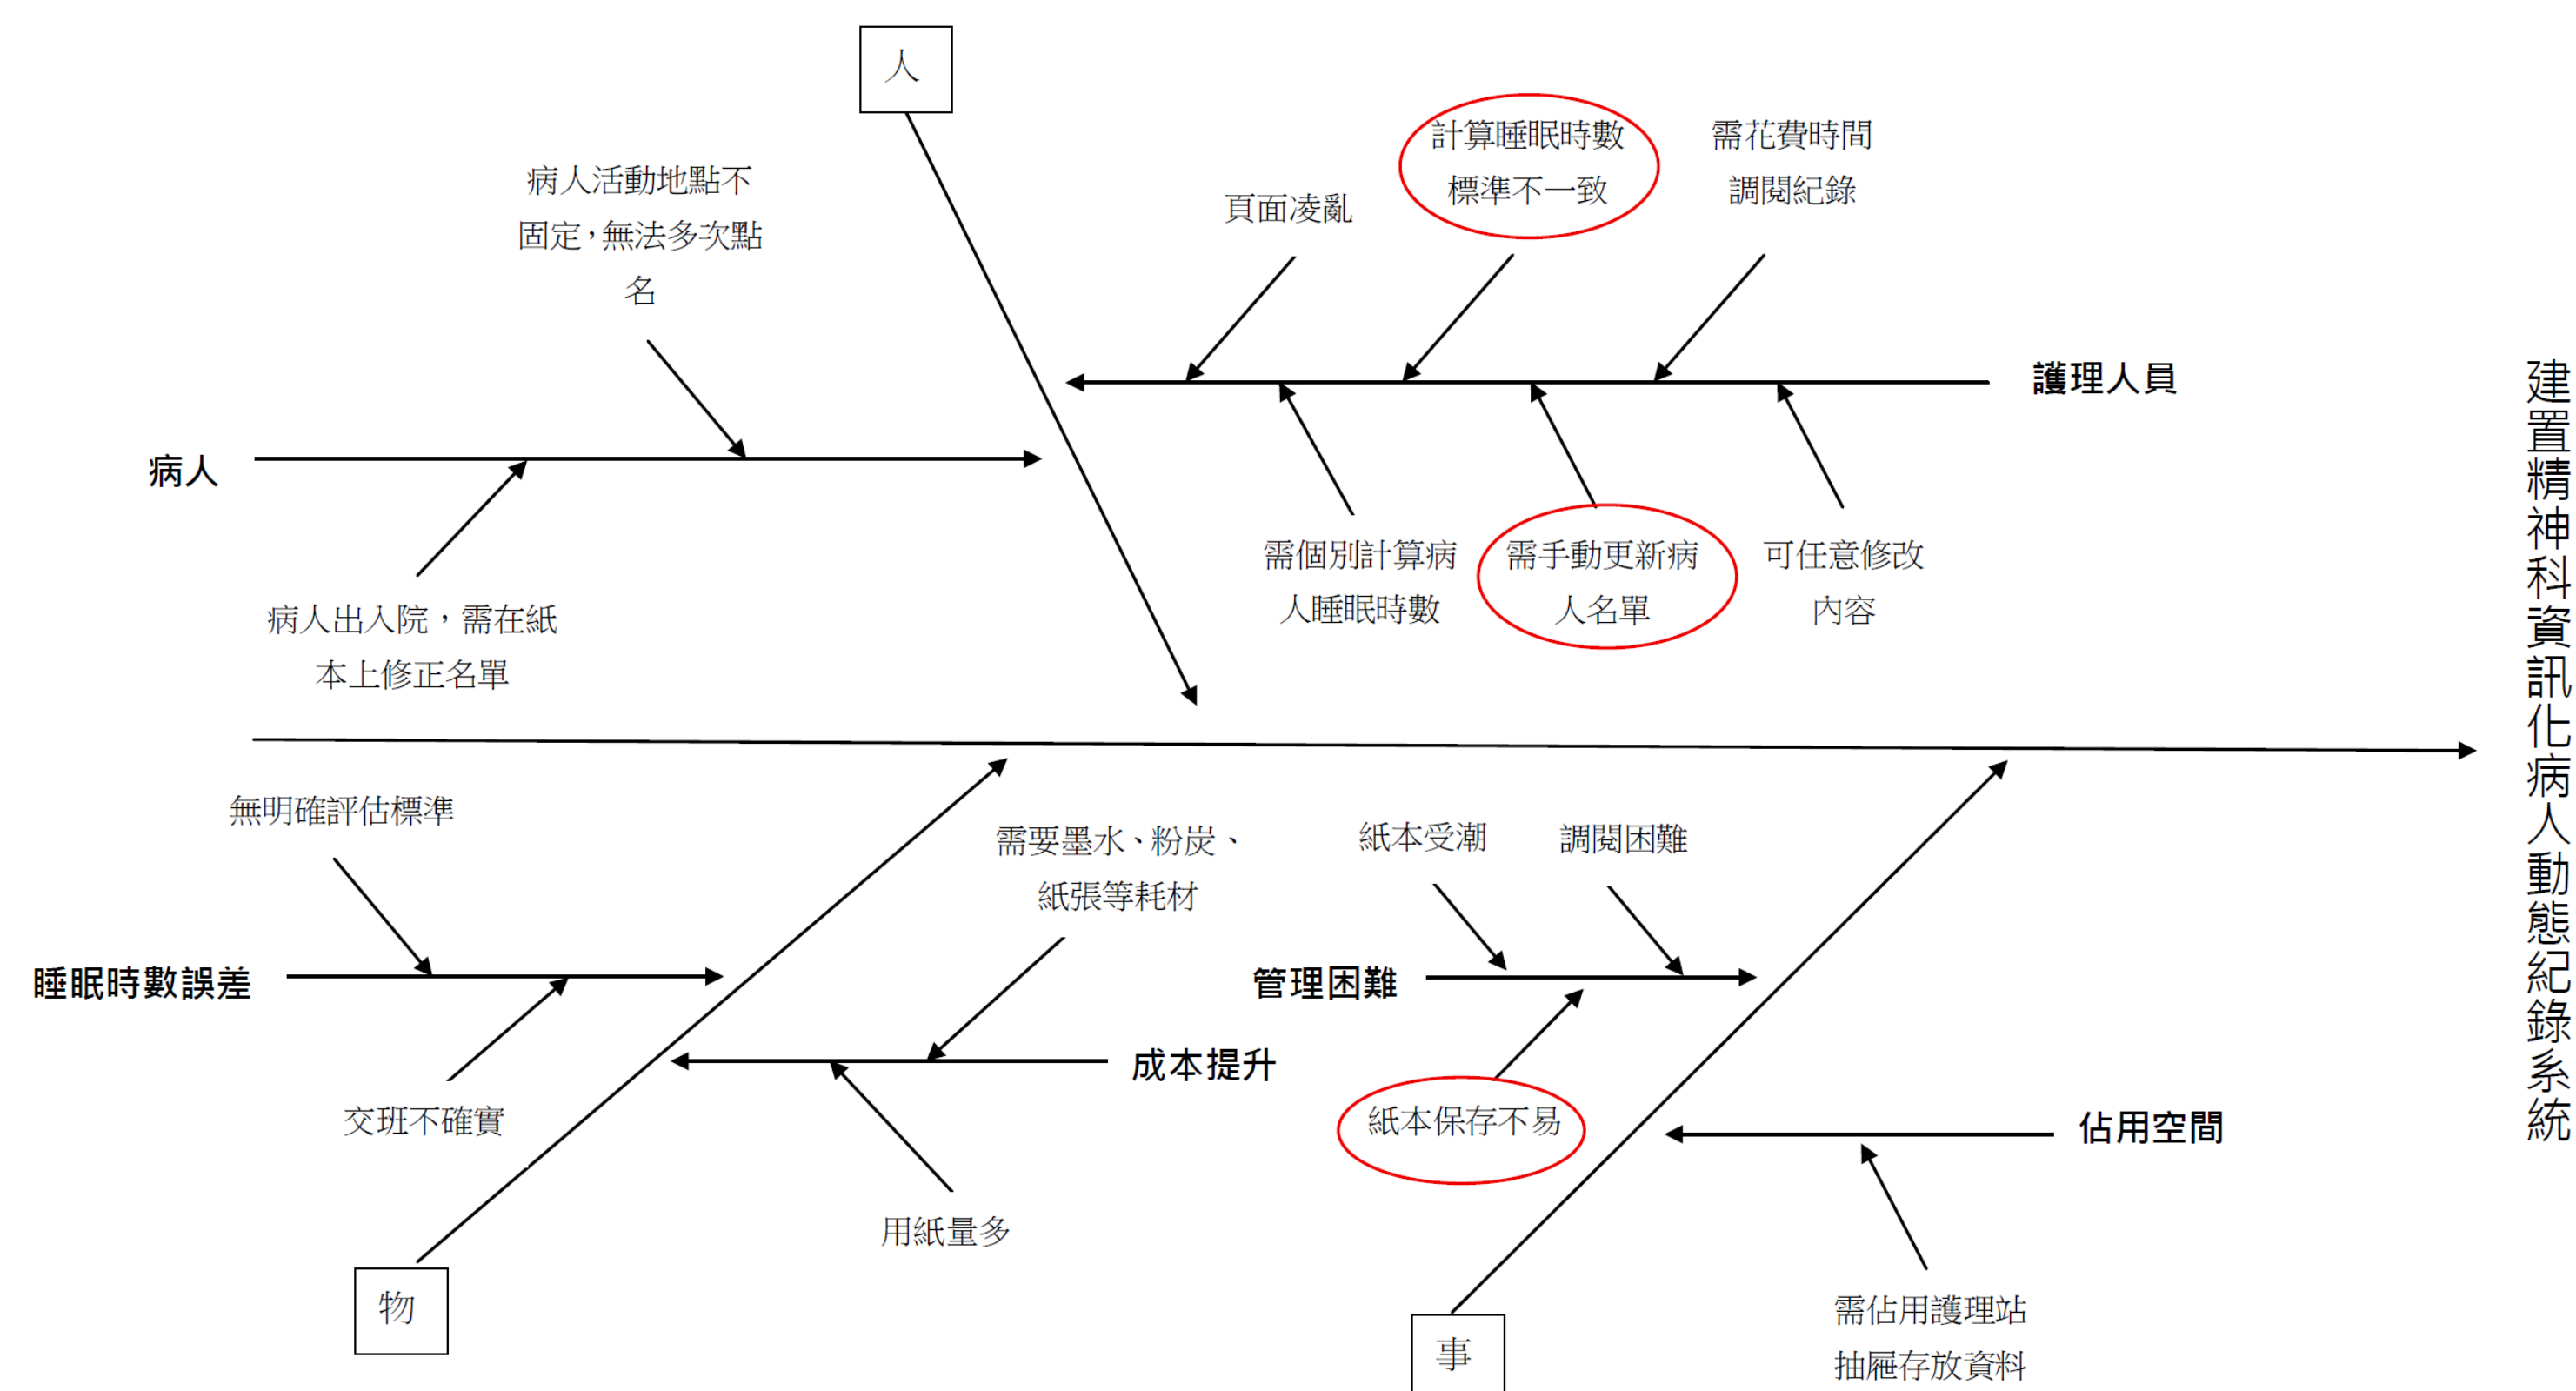 人
病人活動地點不
固定，無法多次點
名
頁面凌亂
計算睡眠時數
標準不一致
需花費時間
調閱紀錄
護理人員
病人
需個別計算病
人睡眠時數
需手動更新病
人名單
可任意修改
內容
病人出入院，需在紙
本上修正名單
建置精神科資訊化病人動態紀錄系統
無明確評估標準
需要墨水、粉炭、
紙張等耗材
紙本受潮
調閱困難
睡眠時數誤差
管理困難
成本提升
交班不確實
紙本保存不易
佔用空間
用紙量多
物
事
需佔用護理站
抽屜存放資料